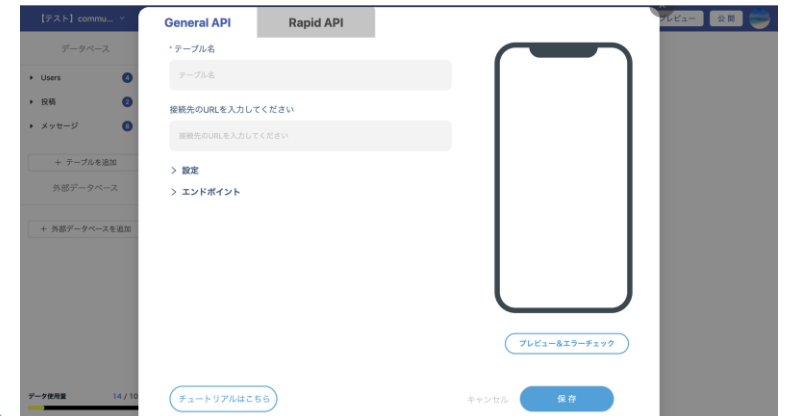 【テスト】commu...
プレビュー
公開
General API
Rapid API
データベース
* テーブル名
テーブル名
Users
4
投稿
2
接続先のURLを入力してください
メッセージ
接続先のURLを入力してください
+ テーブルを追加
> 設定
外部データベース
> エンドポイント
+ 外部データベースを追加
プレビュー&エラーチェック
データ使用量
14 / 10
チュートリアルはこちら
キャンセル
保存